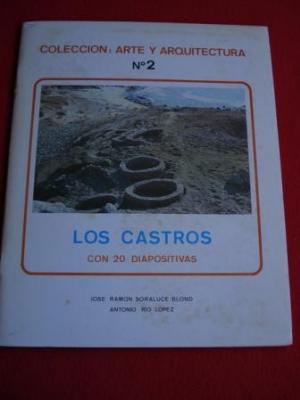 COLECCION: ARTE Y ARQUITECTURA
Nº2
LOS CASTROS
CON 20 DIAPOSITIVAS
JOSE RAMON SORALUCE BLOND
ANTONIO RIO LOPEZ